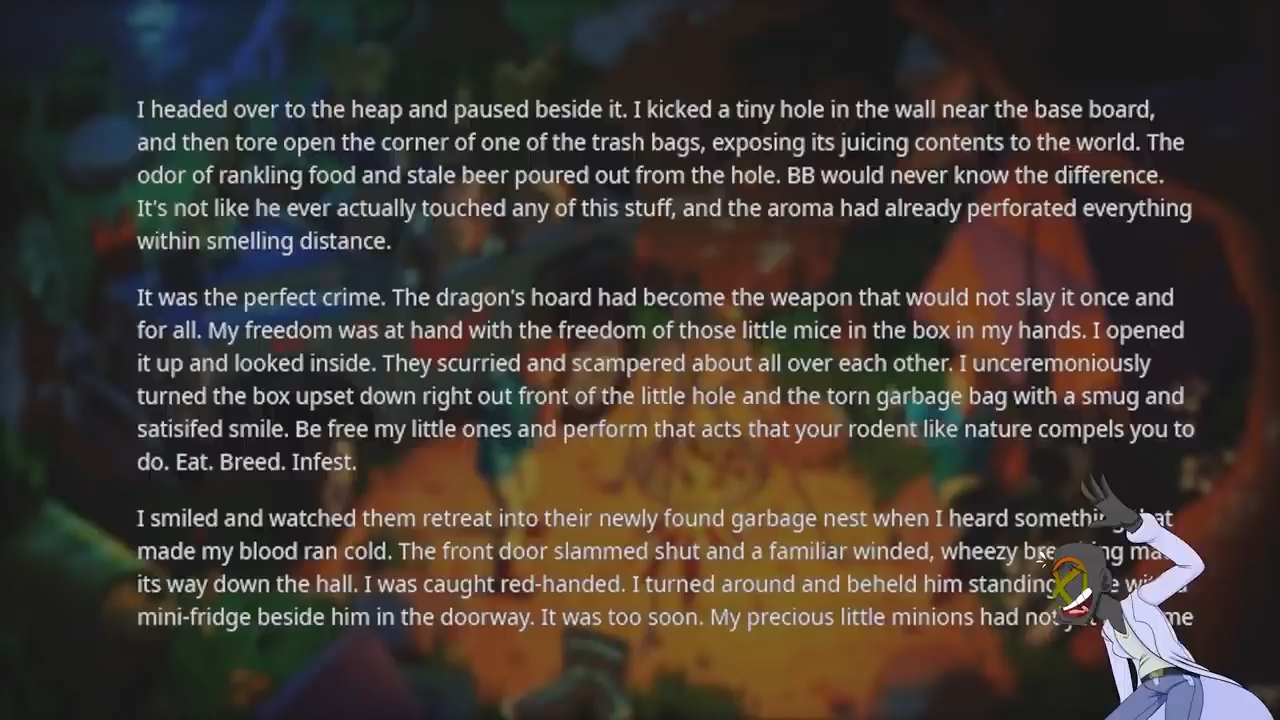 I headed over to the heap and paused beside it. I kicked a tiny hole in the wall near the base board,
and then tore open the corner of one of the trash bags, exposing its juicing contents to the world. The
odor of rankling food and stale beer poured out from the hole. BB would never know the difference.
It's not like he ever actually touched any of this stuff, and the aroma had already perforated everything
within smelling distance.
It was the perfect crime. The dragon's hoard had become the weapon that would not slay it once and
for all. My freedom was at hand with the freedom of those little mice in the box in my hands. I opened
it up and looked inside. They scurried and scampered about all over each other. I unceremoniously
turned the box upset down right out front of the little hole and the torn garbage bag with a smug and
satisifed smile. Be free my little ones and perform that acts that your rodent like nature compels you to
do. Eat. Breed. Infest.
I smiled and watched them retreat into their newly found garbage nest when I heard
made my blood ran cold. The front door slammed shut and a familiar winded, wheezy
its way down the hall. I was caught red-handed. I turned around and beheld him standing
mini-fridge beside him in the doorway. It was too soon. My precious little minions had